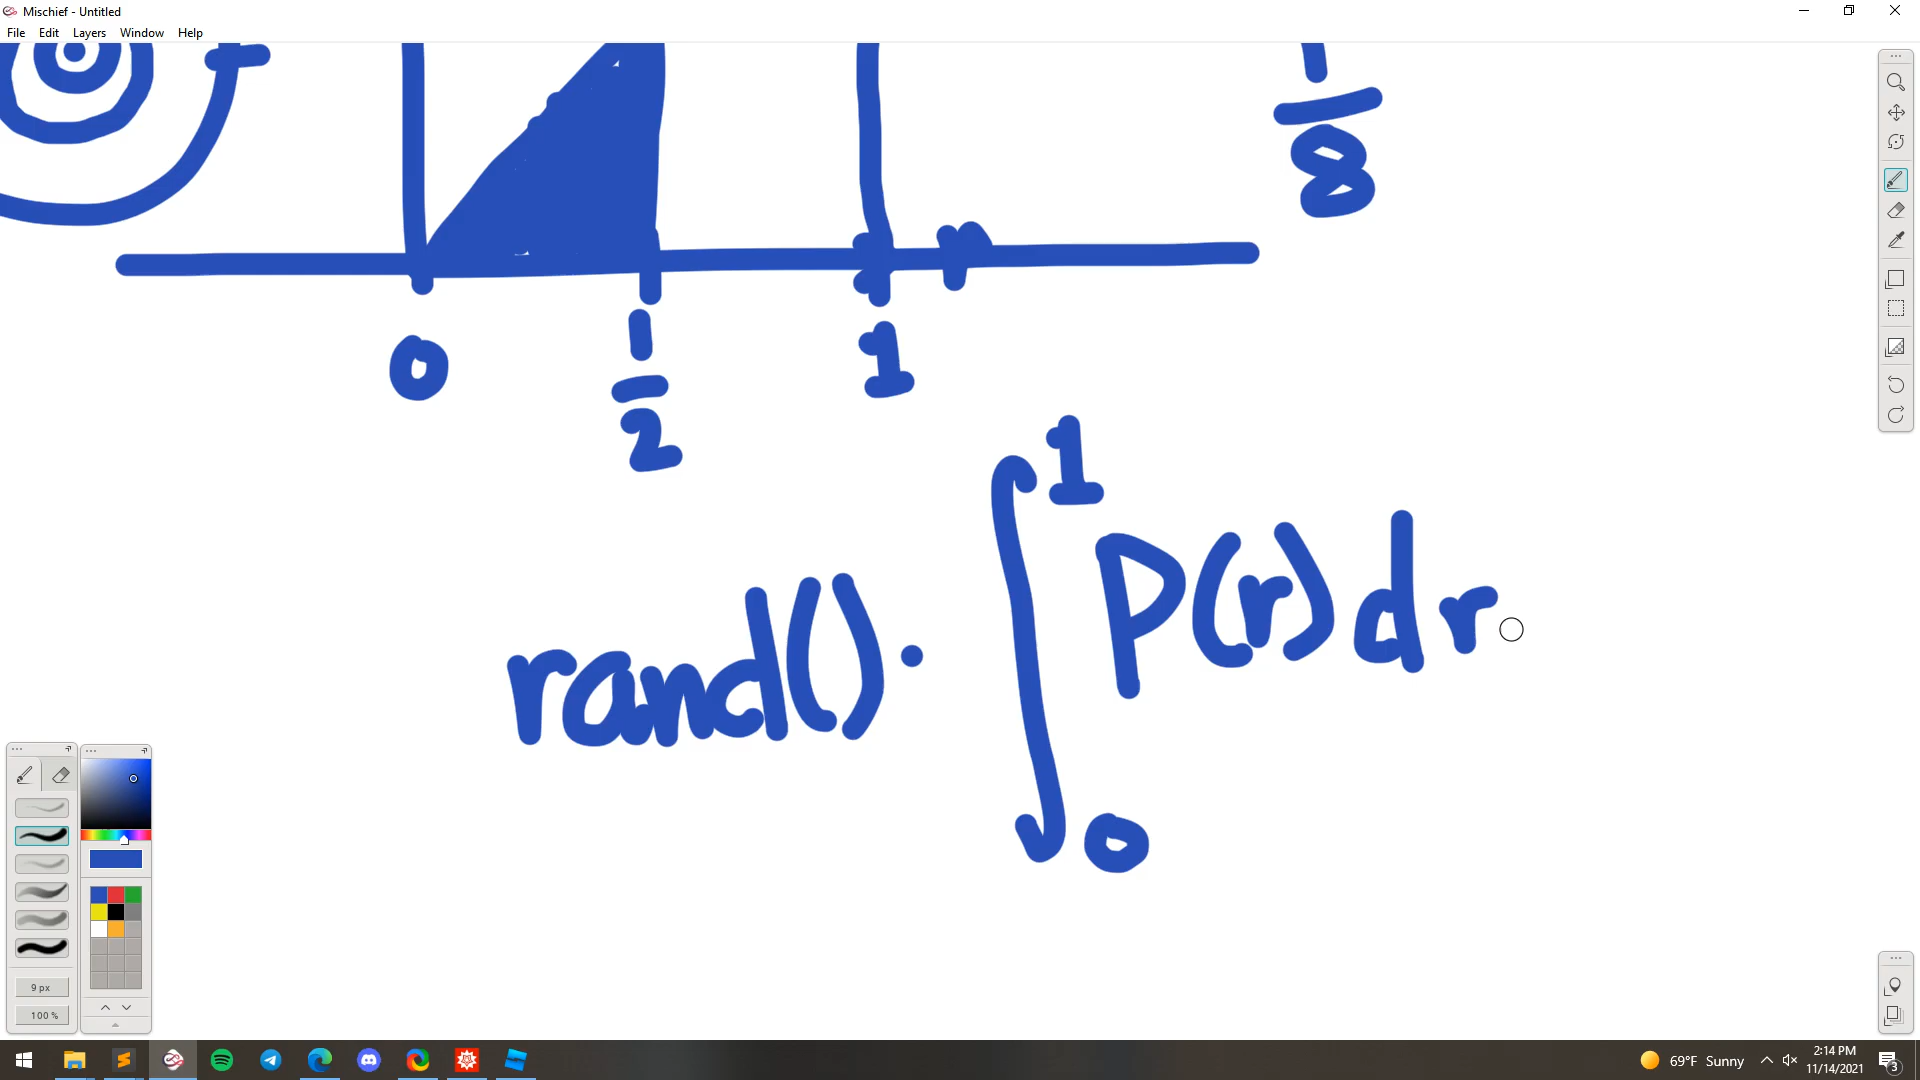 Mischief - Untitled
File Edit Layers Window Help
1
8
0
1
2
1
rand() · ∫
1
0
P(r) dr
9 px
100 %
69°F Sunny
2:14 PM
11/14/2021
3